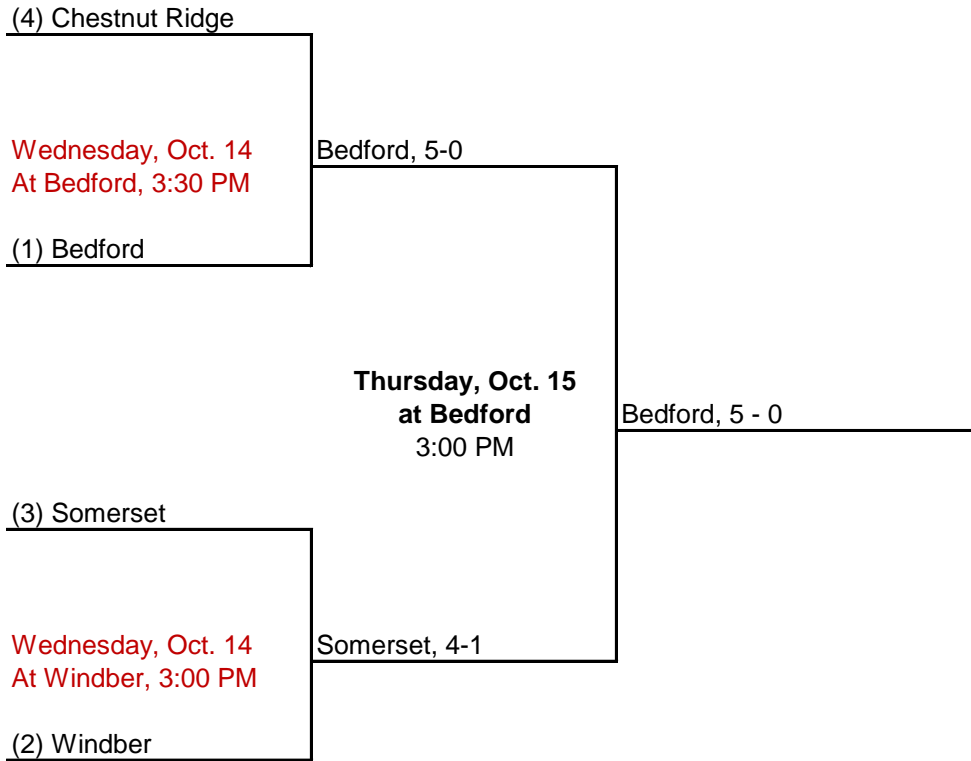 (4) Chestnut Ridge
Wednesday, Oct. 14
At Bedford, 3:30 PM
Bedford, 5-0
(1) Bedford
Thursday, Oct. 15
at Bedford
3:00 PM
Bedford, 5 - 0
(3) Somerset
Wednesday, Oct. 14
At Windber, 3:00 PM
Somerset, 4-1
(2) Windber